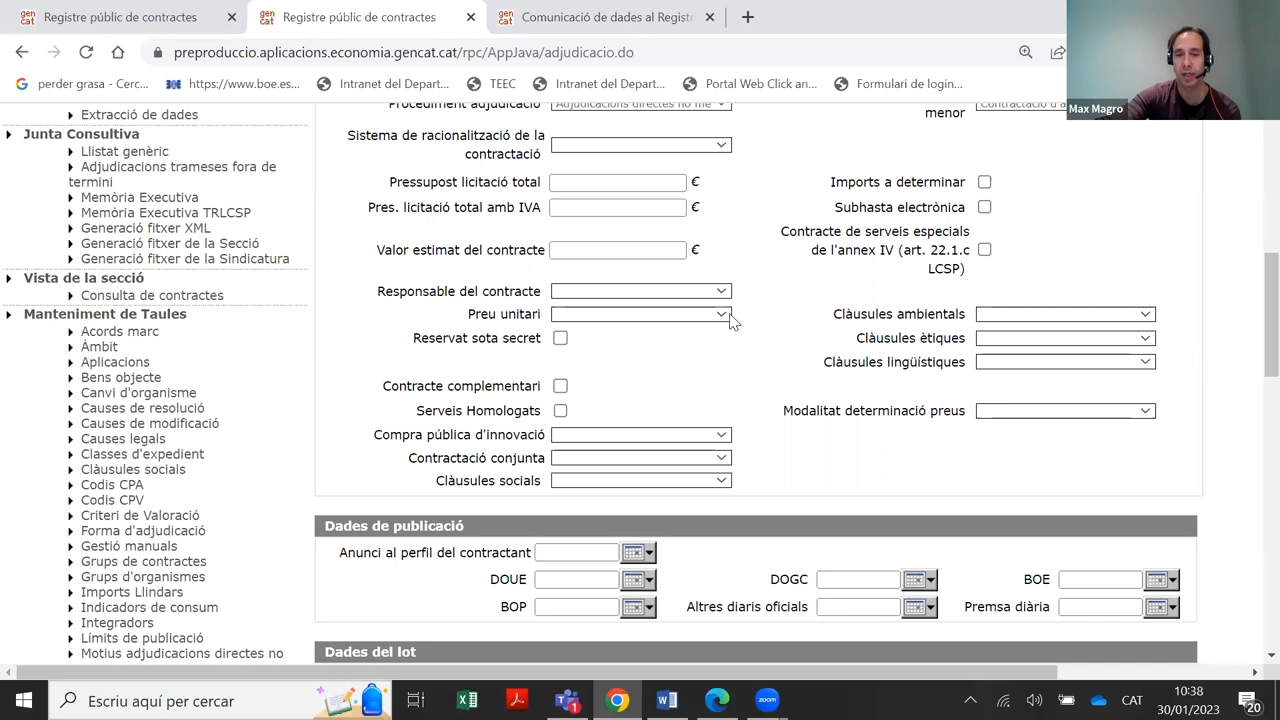 Registre públic de contractes
Registre públic de contractes
Comunicació de dades al Registr
preproduccio.aplicacions.economia.gencat.cat/rpc/AppJava/adjudicacio.do
perder grasa - Cerc...
https://www.boe.es...
Intranet del Depart...
TEEC
Intranet del Depart...
Portal Web Click an...
Formulari de login...
Max Magro
Extracció de dades
Junta Consultiva
Llistat genèric
Adjudicacions trameses fora de
termini
Memòria Executiva
Memòria Executiva TRLCSP
Generació fitxer XML
Generació fitxer de la Secció
Generació fitxer de la Sindicatura
Vista de la secció
Consulta de contractes
Manteniment de Taules
Acords marc
Àmbit
Aplicacions
Bens objecte
Canvi d'organisme
Causes de resolució
Causes de modificació
Causes legals
Classes d'expedient
Clàusules socials
Codis CPA
Codis CPV
Criteri de Valoració
Forma d'adjudicació
Gestió manuals
Grups de contractes
Grups d'organismes
Imports Llindars
Indicadors de consum
Integradors
Límits de publicació
Motius adjudicacions directes no
Procediment adjudicació
Adjudicacions directes no me
menor
Contractació d'a
Sistema de racionalització de la
contractació
Pressupost licitació total €
Imports a determinar
Pres. licitació total amb IVA €
Subhasta electrònica
Valor estimat del contracte €
Contracte de serveis especials
de l'annex IV (art. 22.1.c
LCSP)
Responsable del contracte
Preu unitari
Clàusules ambientals
Reservat sota secret
Clàusules ètiques
Clàusules lingüístiques
Contracte complementari
Serveis Homologats
Modalitat determinació preus
Compra pública d'innovació
Contractació conjunta
Clàusules socials
Dades de publicació
Anunci al perfil del contractant
DOUE
DOGC
BOE
BOP
Altres diaris oficials
Premsa diària
Dades del lot
Escriu aquí per cercar
1
zoom
CAT
10:38
30/01/2023
20